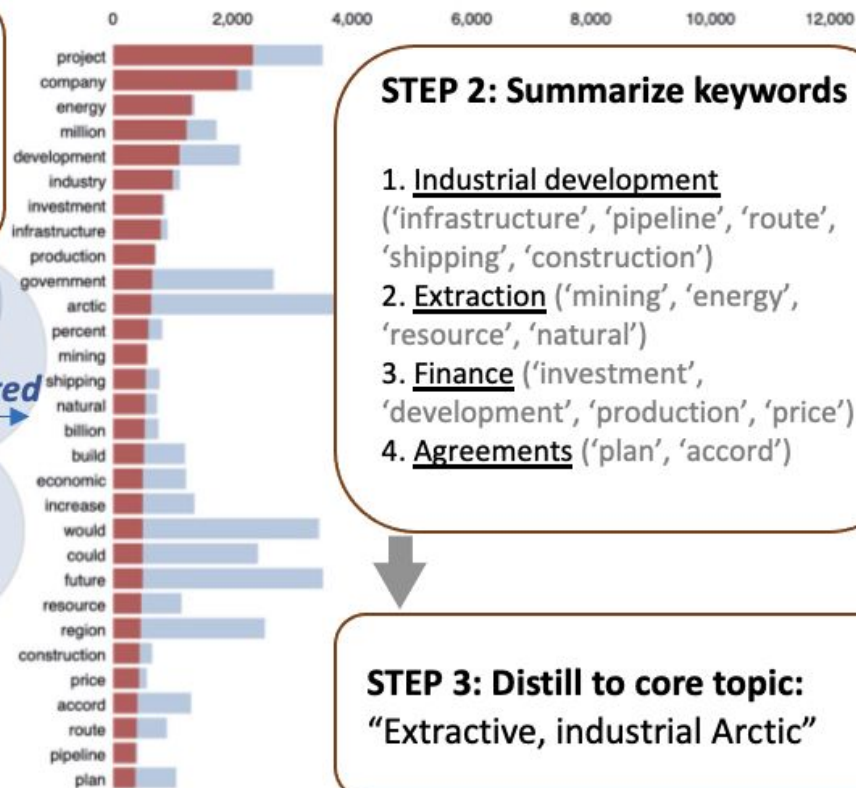 0
2,000
4,000
6,000
8,000
10,000
12,000
project
company
energy
million
development
industry
investment
infrastructure
production
government
arctic
percent
mining
shipping
natural
billion
build
economic
increase
would
could
future
resource
region
construction
price
accord
route
pipeline
plan
STEP 2: Summarize keywords
1. Industrial development
(‘infrastructure’, ‘pipeline’, ‘route’,
‘shipping’, ‘construction’)
2. Extraction (‘mining’, ‘energy’,
‘resource’, ‘natural’)
3. Finance (‘investment’,
‘development’, ‘production’, ‘price’)
4. Agreements (‘plan’, ‘accord’)
STEP 3: Distill to core topic:
“Extractive, industrial Arctic”